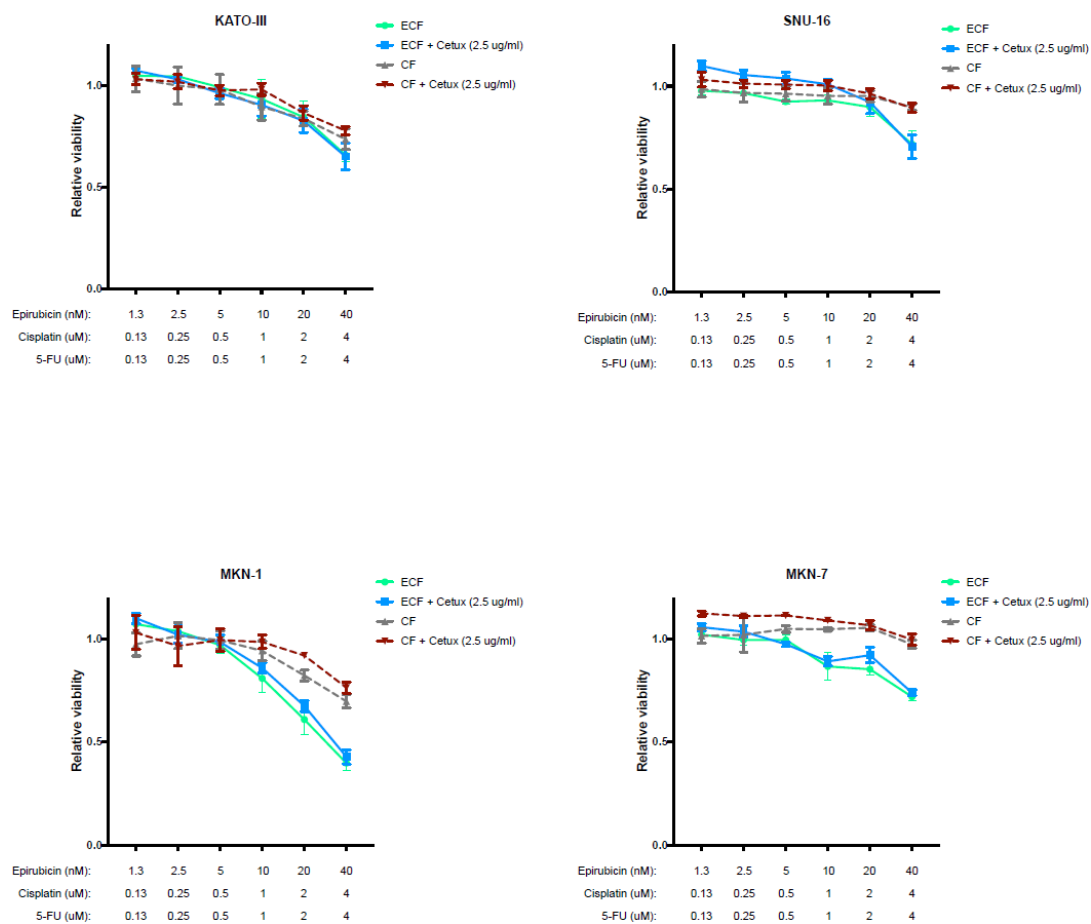 KATO-III
ECF
ECF + Cetux (2.5 ug/ml)
CF
CF + Cetux (2.5 ug/ml)
Relative viability
1.0
0.5
0.0
Epirubicin (nM): 1.3 2.5 5 10 20 40
Cisplatin (uM): 0.13 0.25 0.5 1 2 4
5-FU (uM): 0.13 0.25 0.5 1 2 4
SNU-16
ECF
ECF + Cetux (2.5 ug/ml)
CF
CF + Cetux (2.5 ug/ml)
Relative viability
1.0
0.5
0.0
Epirubicin (nM): 1.3 2.5 5 10 20 40
Cisplatin (uM): 0.13 0.25 0.5 1 2 4
5-FU (uM): 0.13 0.25 0.5 1 2 4
MKN-1
ECF
ECF + Cetux (2.5 ug/ml)
CF
CF + Cetux (2.5 ug/ml)
Relative viability
1.0
0.5
0.0
Epirubicin (nM): 1.3 2.5 5 10 20 40
Cisplatin (uM): 0.13 0.25 0.5 1 2 4
5-FU (uM): 0.13 0.25 0.5 1 2 4
MKN-7
ECF
ECF + Cetux (2.5 ug/ml)
CF
CF + Cetux (2.5 ug/ml)
Relative viability
1.0
0.5
0.0
Epirubicin (nM): 1.3 2.5 5 10 20 40
Cisplatin (uM): 0.13 0.25 0.5 1 2 4
5-FU (uM): 0.13 0.25 0.5 1 2 4